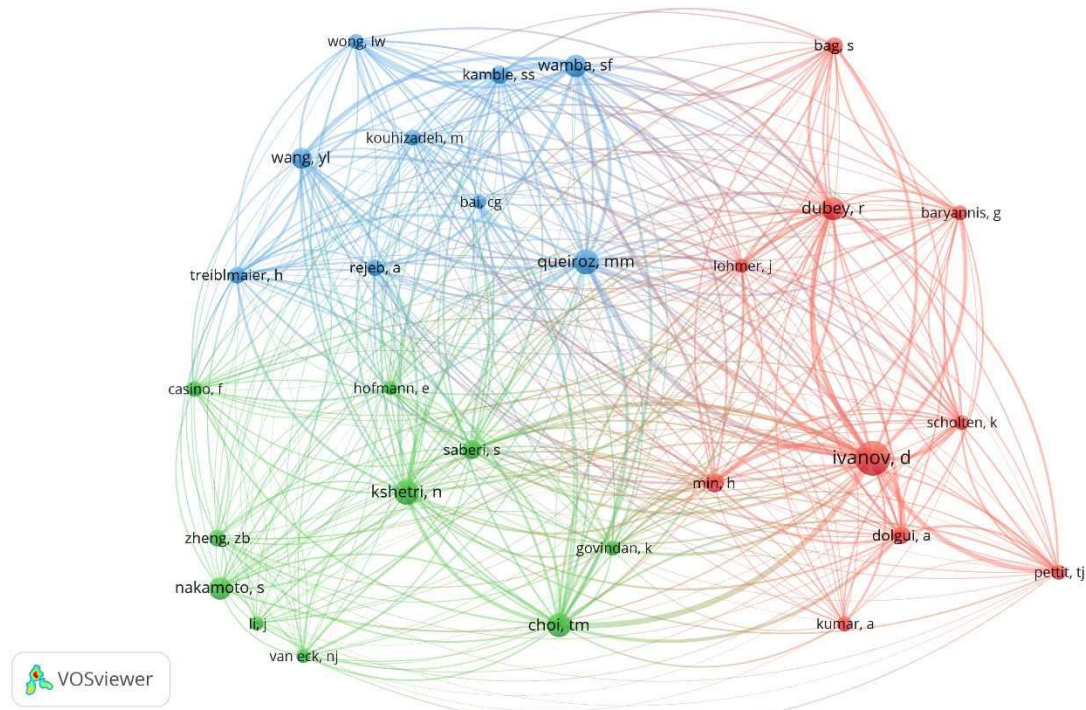 wong, lw
bag, s
wamba, sf
kamble, ss
kouhizadeh, m
wang, yl
bai, cg
dubey, r
baryannis, g
queiroz, mm
lohmer, j
treiblmaier, h
rejeb, a
casino, f
hofmann, e
scholten, k
saberi, s
ivanov, d
min, h
kshetri, n
dolgui, a
zheng, zb
govindan, k
pettit, tj
nakamoto, s
li, j
choi, tm
kumar, a
van eck, nj
VOSviewer